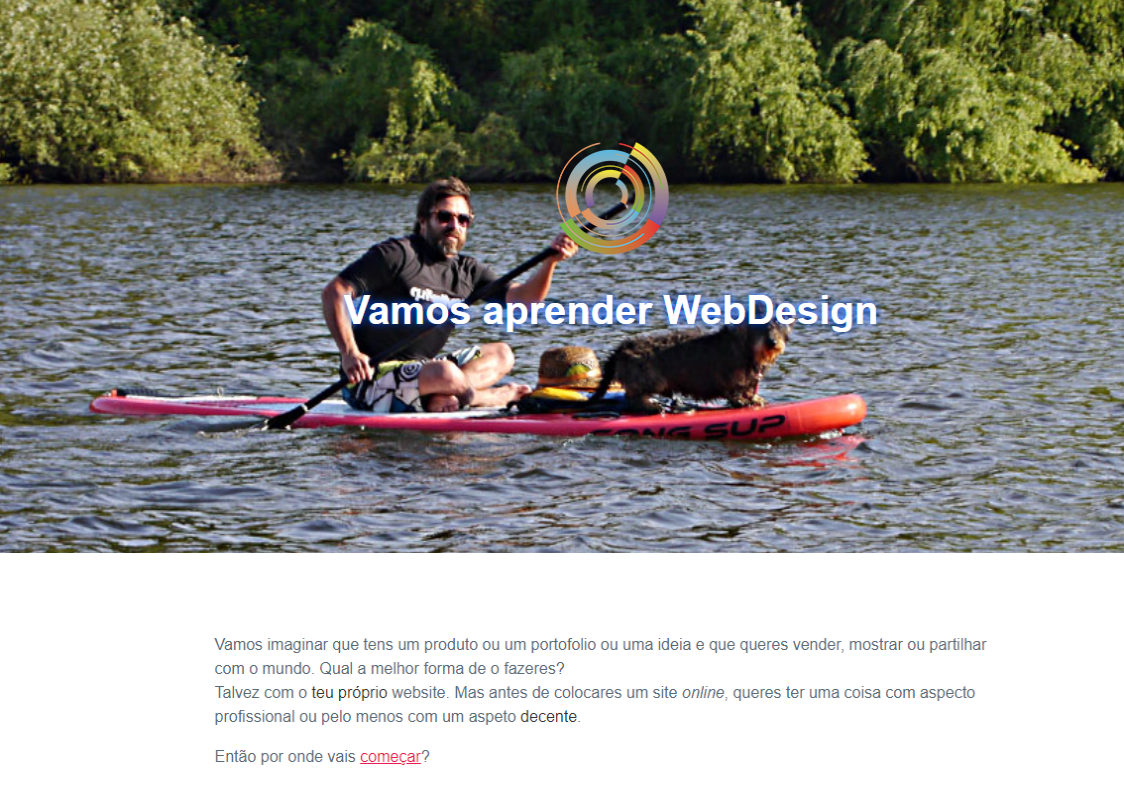 Vamos aprender WebDesign
LONG SUP
Vamos imaginar que tens um produto ou um portofolio ou uma ideia e que queres vender, mostrar ou partilhar
com o mundo. Qual a melhor forma de o fazeres?
Talvez com o teu próprio website. Mas antes de colocares um site online, queres ter uma coisa com aspecto
profissional ou pelo menos com um aspeto decente.
Então por onde vais começar?